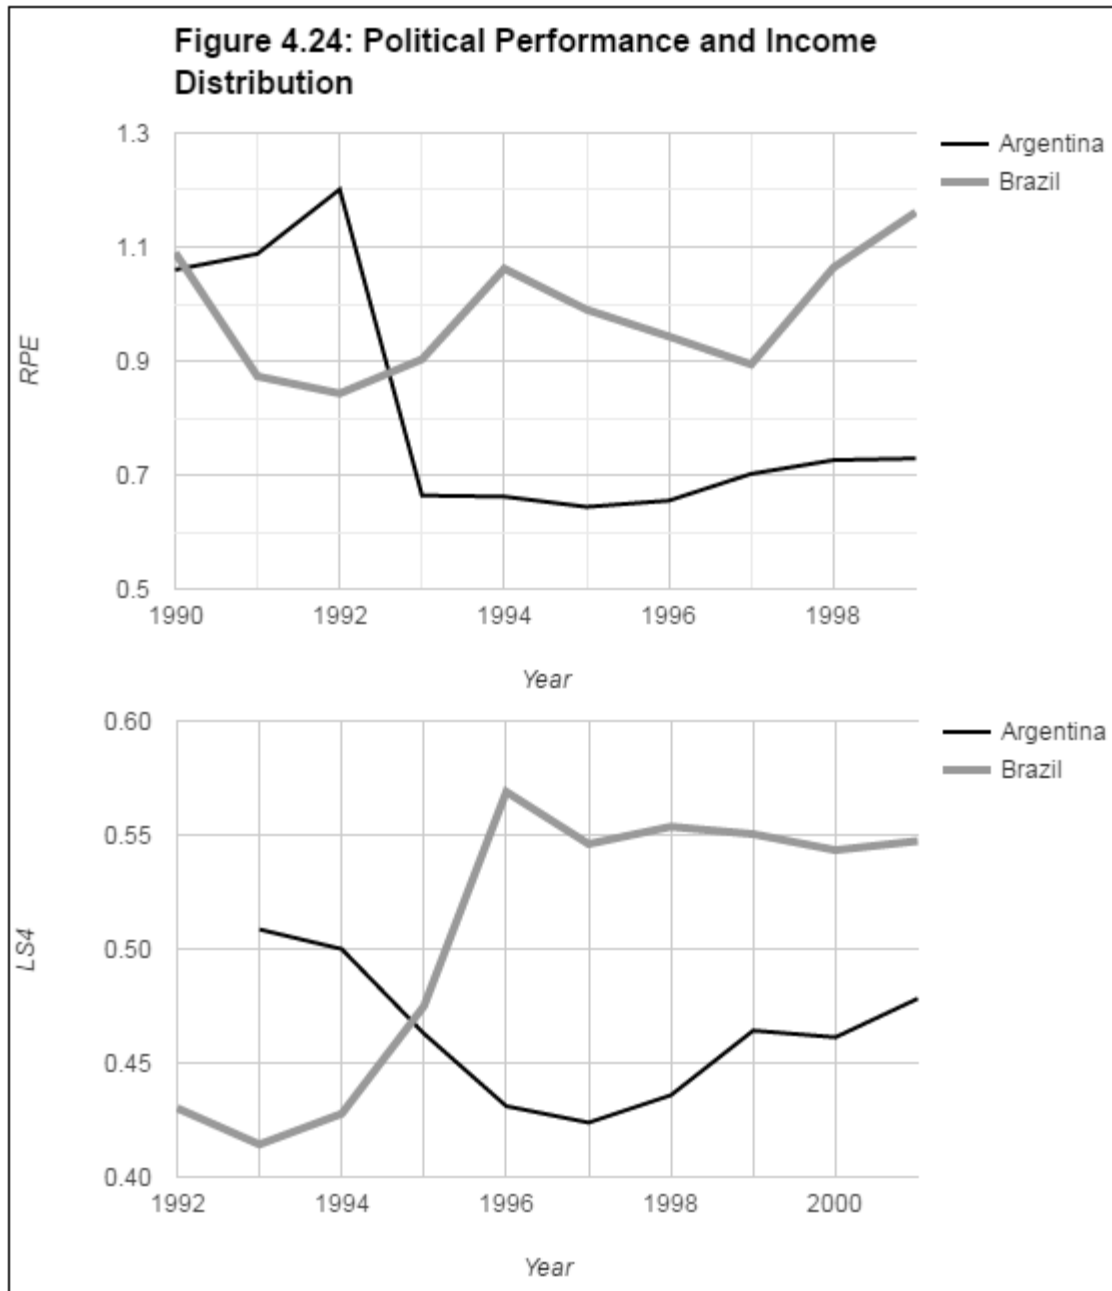 Figure 4.24: Political Performance and Income
Distribution
1.3
1.1
0.9
0.7
0.5
RPE
1990 1992 1994 1996 1998
Year
Argentina
Brazil
0.60
0.55
0.50
0.45
0.40
LS4
1992 1994 1996 1998 2000
Year
Argentina
Brazil